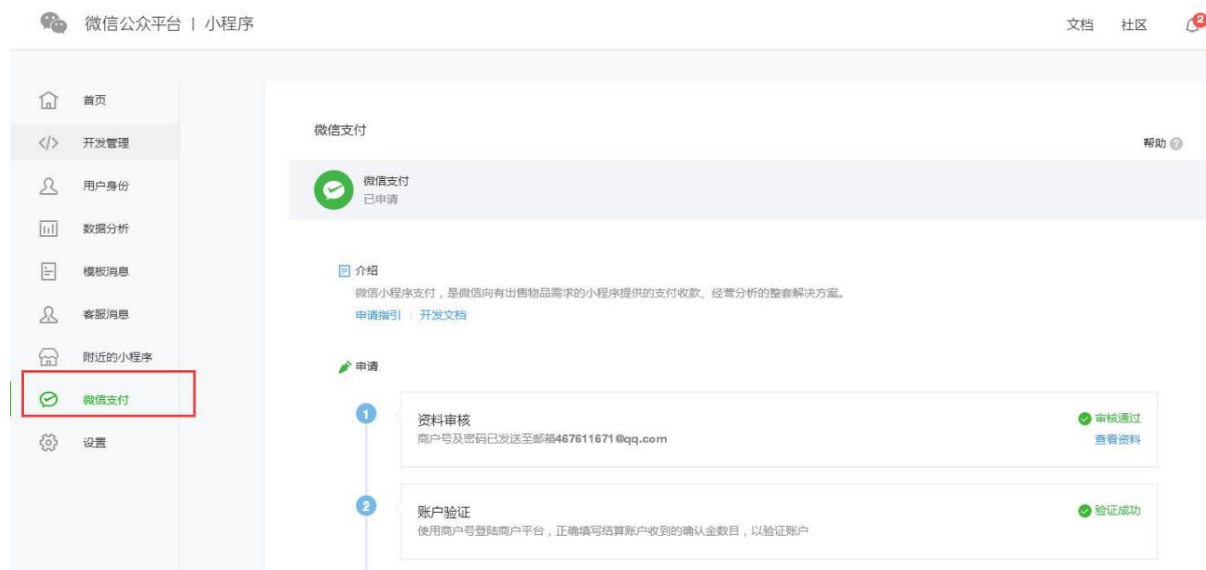 微信公众平台 | 小程序
文档 社区 2
首页
开发管理
用户身份
数据分析
模板消息
客服消息
附近的小程序
微信支付
设置
微信支付
帮助
微信支付
已申请
介绍
微信小程序支付，是微信向有出售物品需求的小程序提供的支付收款、经营分析的整套解决方案。
申请指引 | 开发文档
申请
1 资料审核 审核通过
商户号及密码已发送至邮箱467611671@qq.com 查看资料
2 账户验证 验证成功
使用商户号登陆商户平台，正确填写结算账户收到的确认金数目，以验证账户